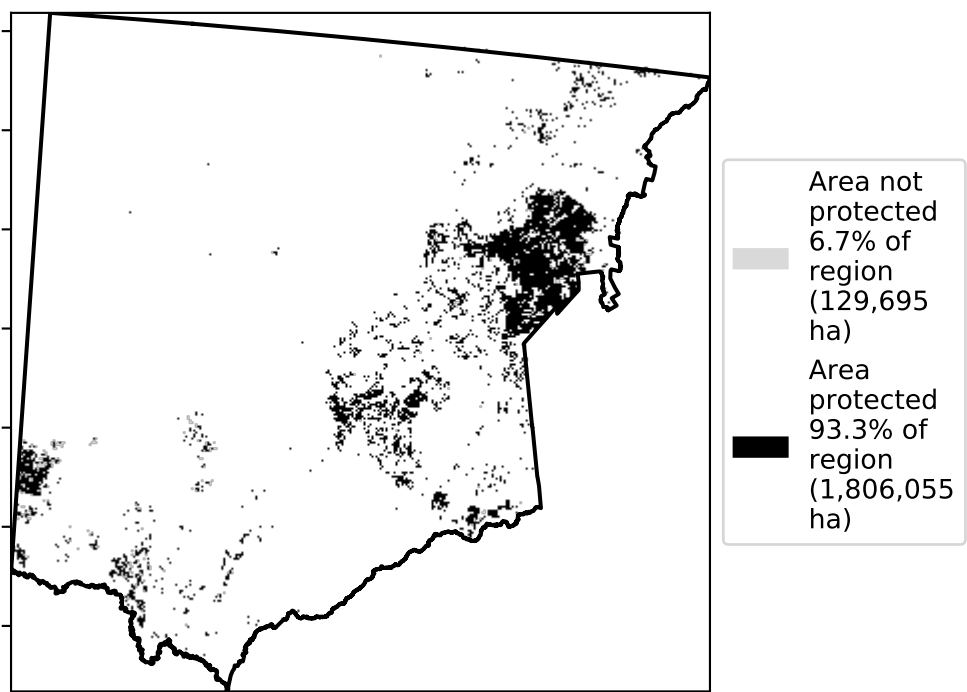 Area not
protected
6.7% of
region
(129,695
ha)
Area
protected
93.3% of
region
(1,806,055
ha)